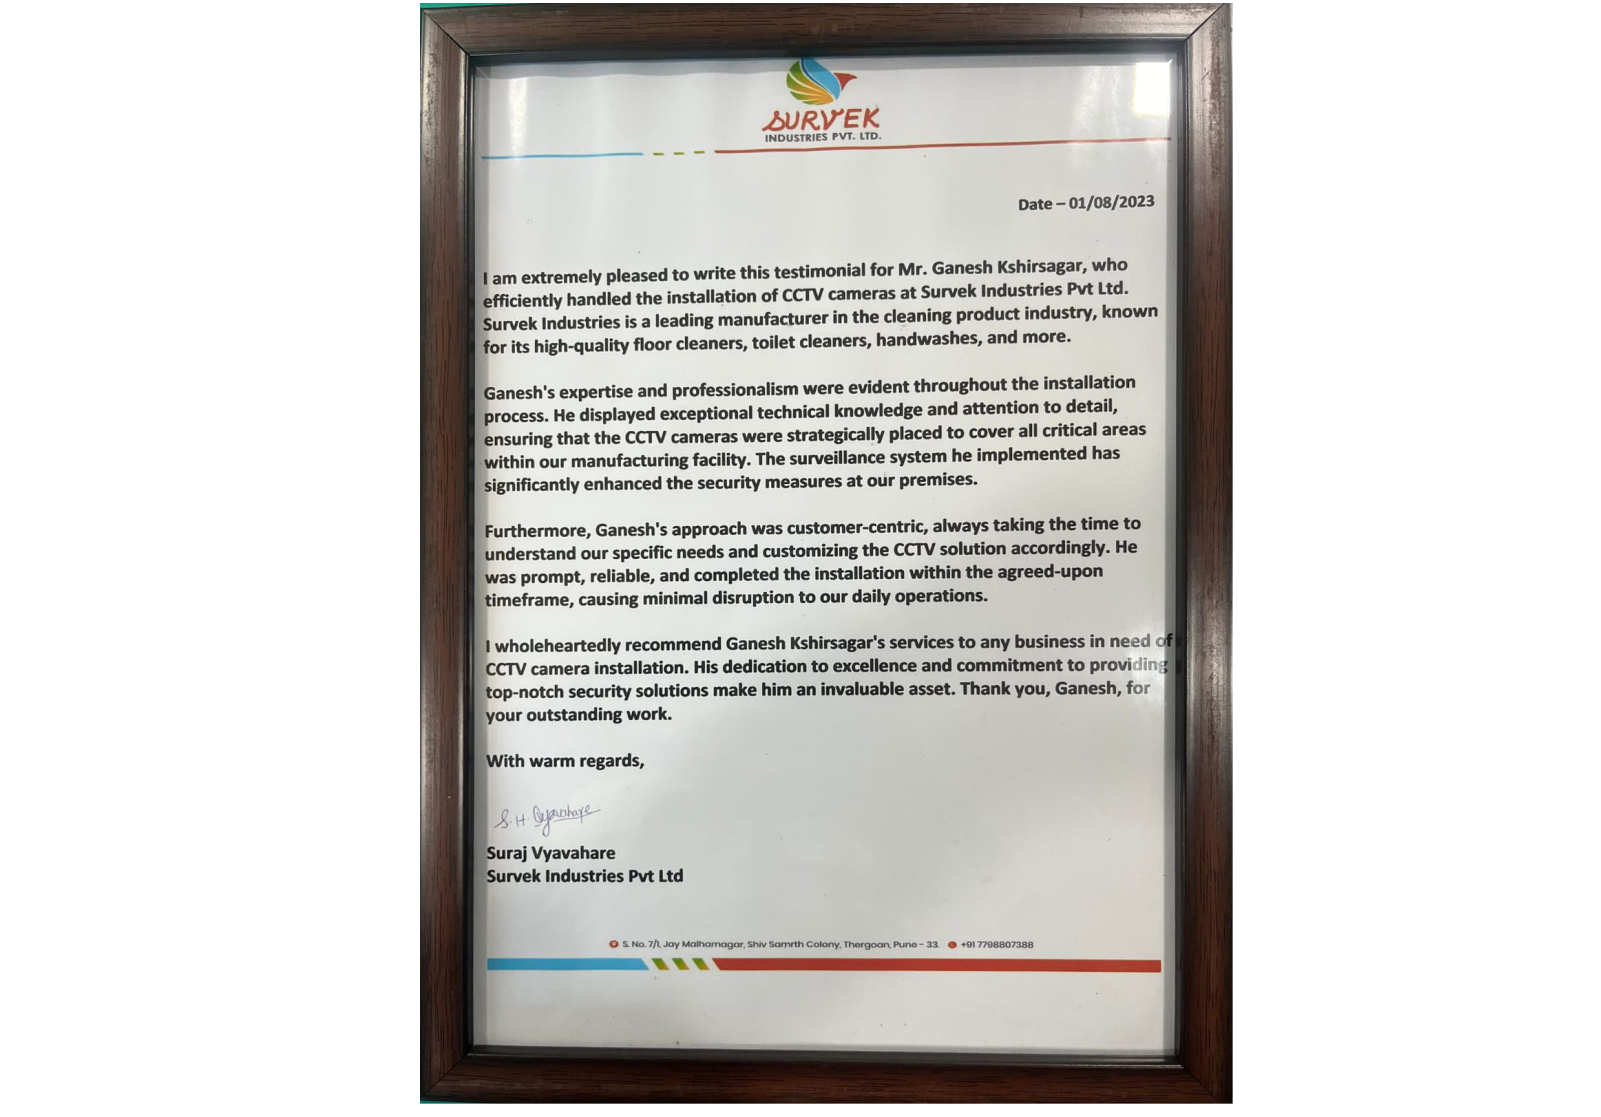 SURVEK
INDUSTRIES PVT. LTD.
Date – 01/08/2023
I am extremely pleased to write this testimonial for Mr. Ganesh Kshirsagar, who
efficiently handled the installation of CCTV cameras at Survek Industries Pvt Ltd.
Survek Industries is a leading manufacturer in the cleaning product industry, known
for its high-quality floor cleaners, toilet cleaners, handwashes, and more.
Ganesh's expertise and professionalism were evident throughout the installation
process. He displayed exceptional technical knowledge and attention to detail,
ensuring that the CCTV cameras were strategically placed to cover all critical areas
within our manufacturing facility. The surveillance system he implemented has
significantly enhanced the security measures at our premises.
Furthermore, Ganesh's approach was customer-centric, always taking the time to
understand our specific needs and customizing the CCTV solution accordingly. He
was prompt, reliable, and completed the installation within the agreed-upon
timeframe, causing minimal disruption to our daily operations.
I wholeheartedly recommend Ganesh Kshirsagar's services to any business in need of
CCTV camera installation. His dedication to excellence and commitment to providing
top-notch security solutions make him an invaluable asset. Thank you, Ganesh, for
your outstanding work.
With warm regards,
S. H. Vyavahare
Suraj Vyavahare
Survek Industries Pvt Ltd
S. No. 7/1, Jay Malharnagar, Shiv Samrth Colony, Thergoan, Pune - 33. +91 7798807388